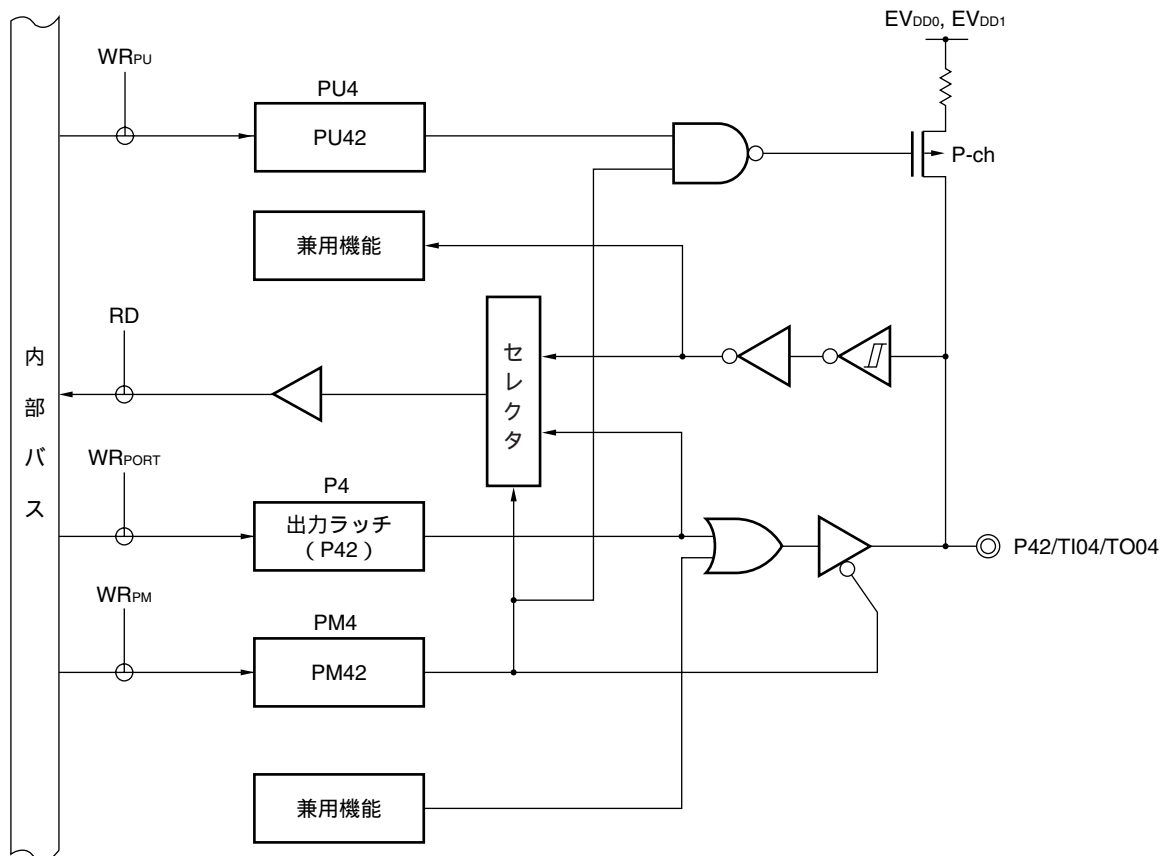 EVDD0, EVDD1
WRPU
PU4
PU42
P-ch
兼用機能
RD
セレクタ
内部バス
WRPORT
P4
出力ラッチ
（P42）
P42/TI04/TO04
WRPM
PM4
PM42
兼用機能